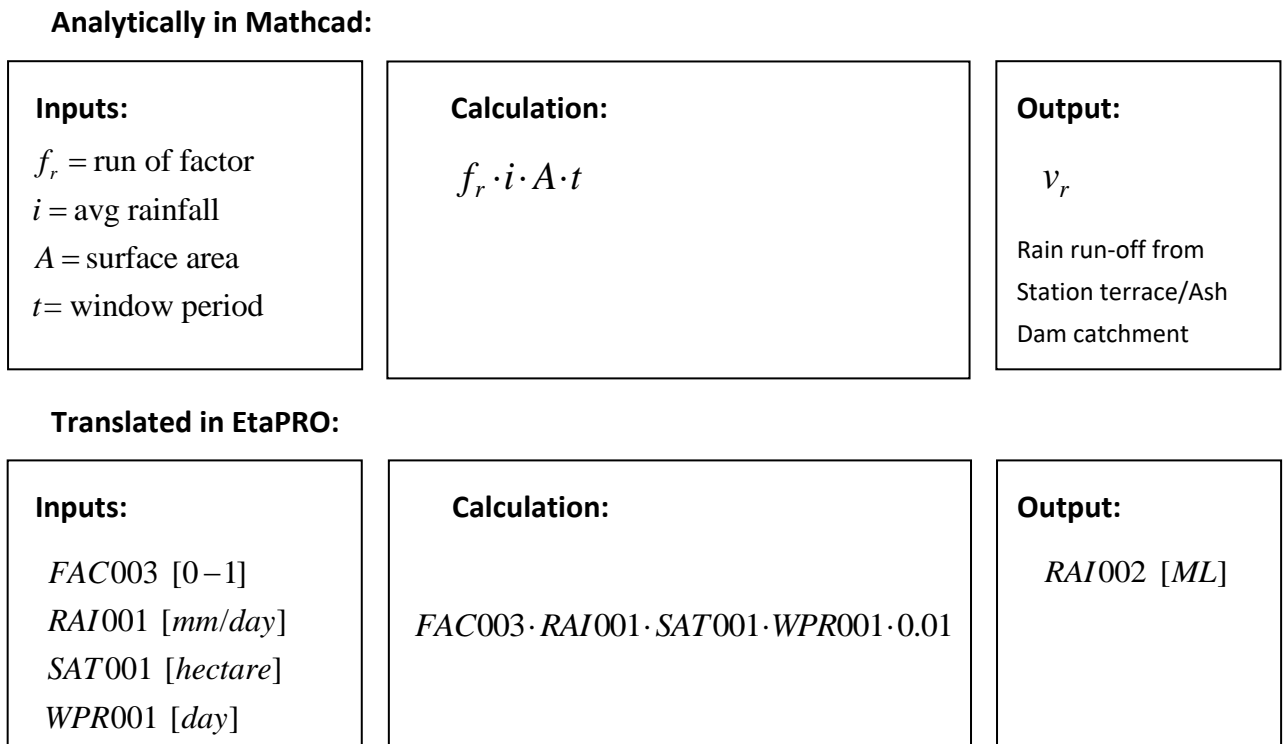 Analytically in Mathcad:
Inputs:
f_r = run of factor
i = avg rainfall
A = surface area
t= window period
Calculation:
f_r · i · A · t
Output:
v_r
Rain run-off from
Station terrace/Ash
Dam catchment
Translated in EtaPRO:
Inputs:
FAC003 [0−1]
RAI001 [mm/day]
SAT001 [hectare]
WPR001 [day]
Calculation:
FAC003 · RAI001 · SAT001 · WPR001 · 0.01
Output:
RAI002 [ML]